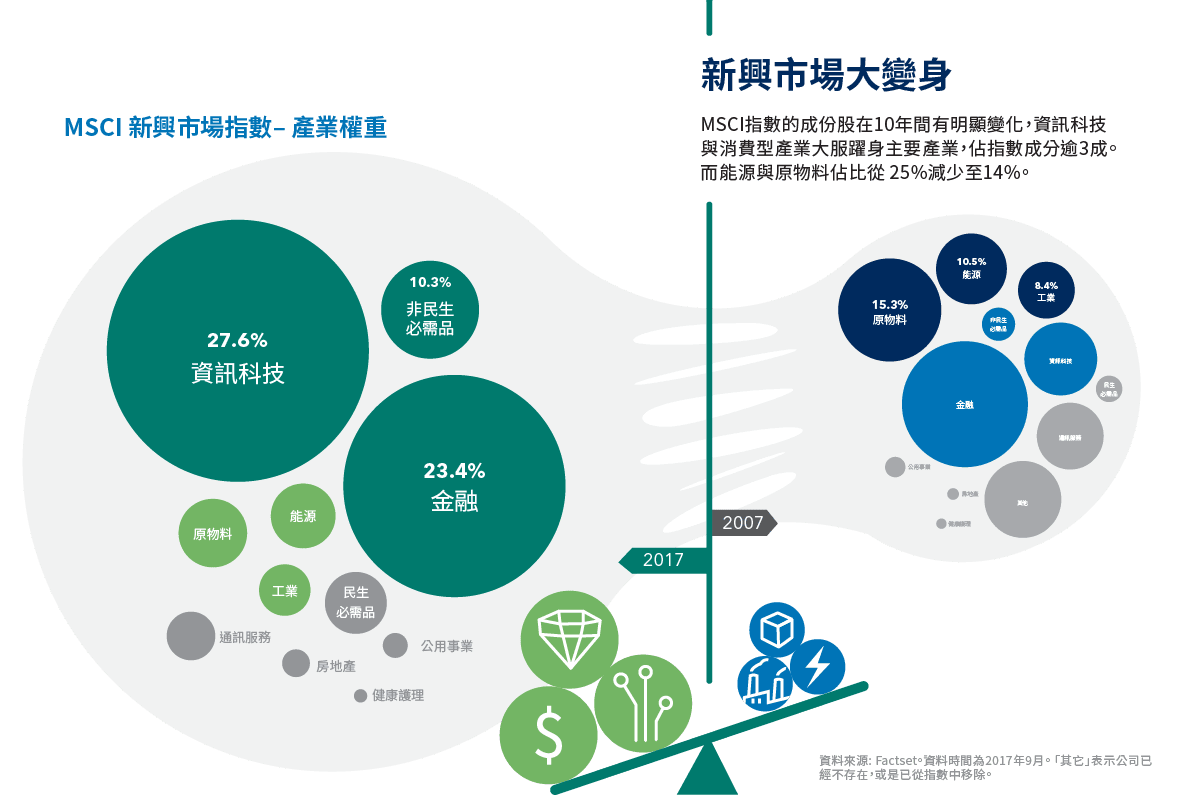 新興市場大變身
MSCI指數的成份股在10年間有明顯變化，資訊科技
與消費型產業大服躍身主要產業，佔指數成分逾3成。
而能源與原物料佔比從 25%減少至14%。
MSCI 新興市場指數– 產業權重
27.6%
資訊科技
10.3%
非民生
必需品
23.4%
金融
原物料
能源
工業
民生
必需品
通訊服務
房地產
公用事業
健康護理
2017
2007
15.3%
原物料
10.5%
能源
8.4%
工業
非民生
必需品
資訊科技
金融
民生
必需品
通訊服務
公用事業
房地產
其它
健康護理
$
資料來源: Factset。資料時間為2017年9月。「其它」表示公司已
經不存在，或是已從指數中移除。